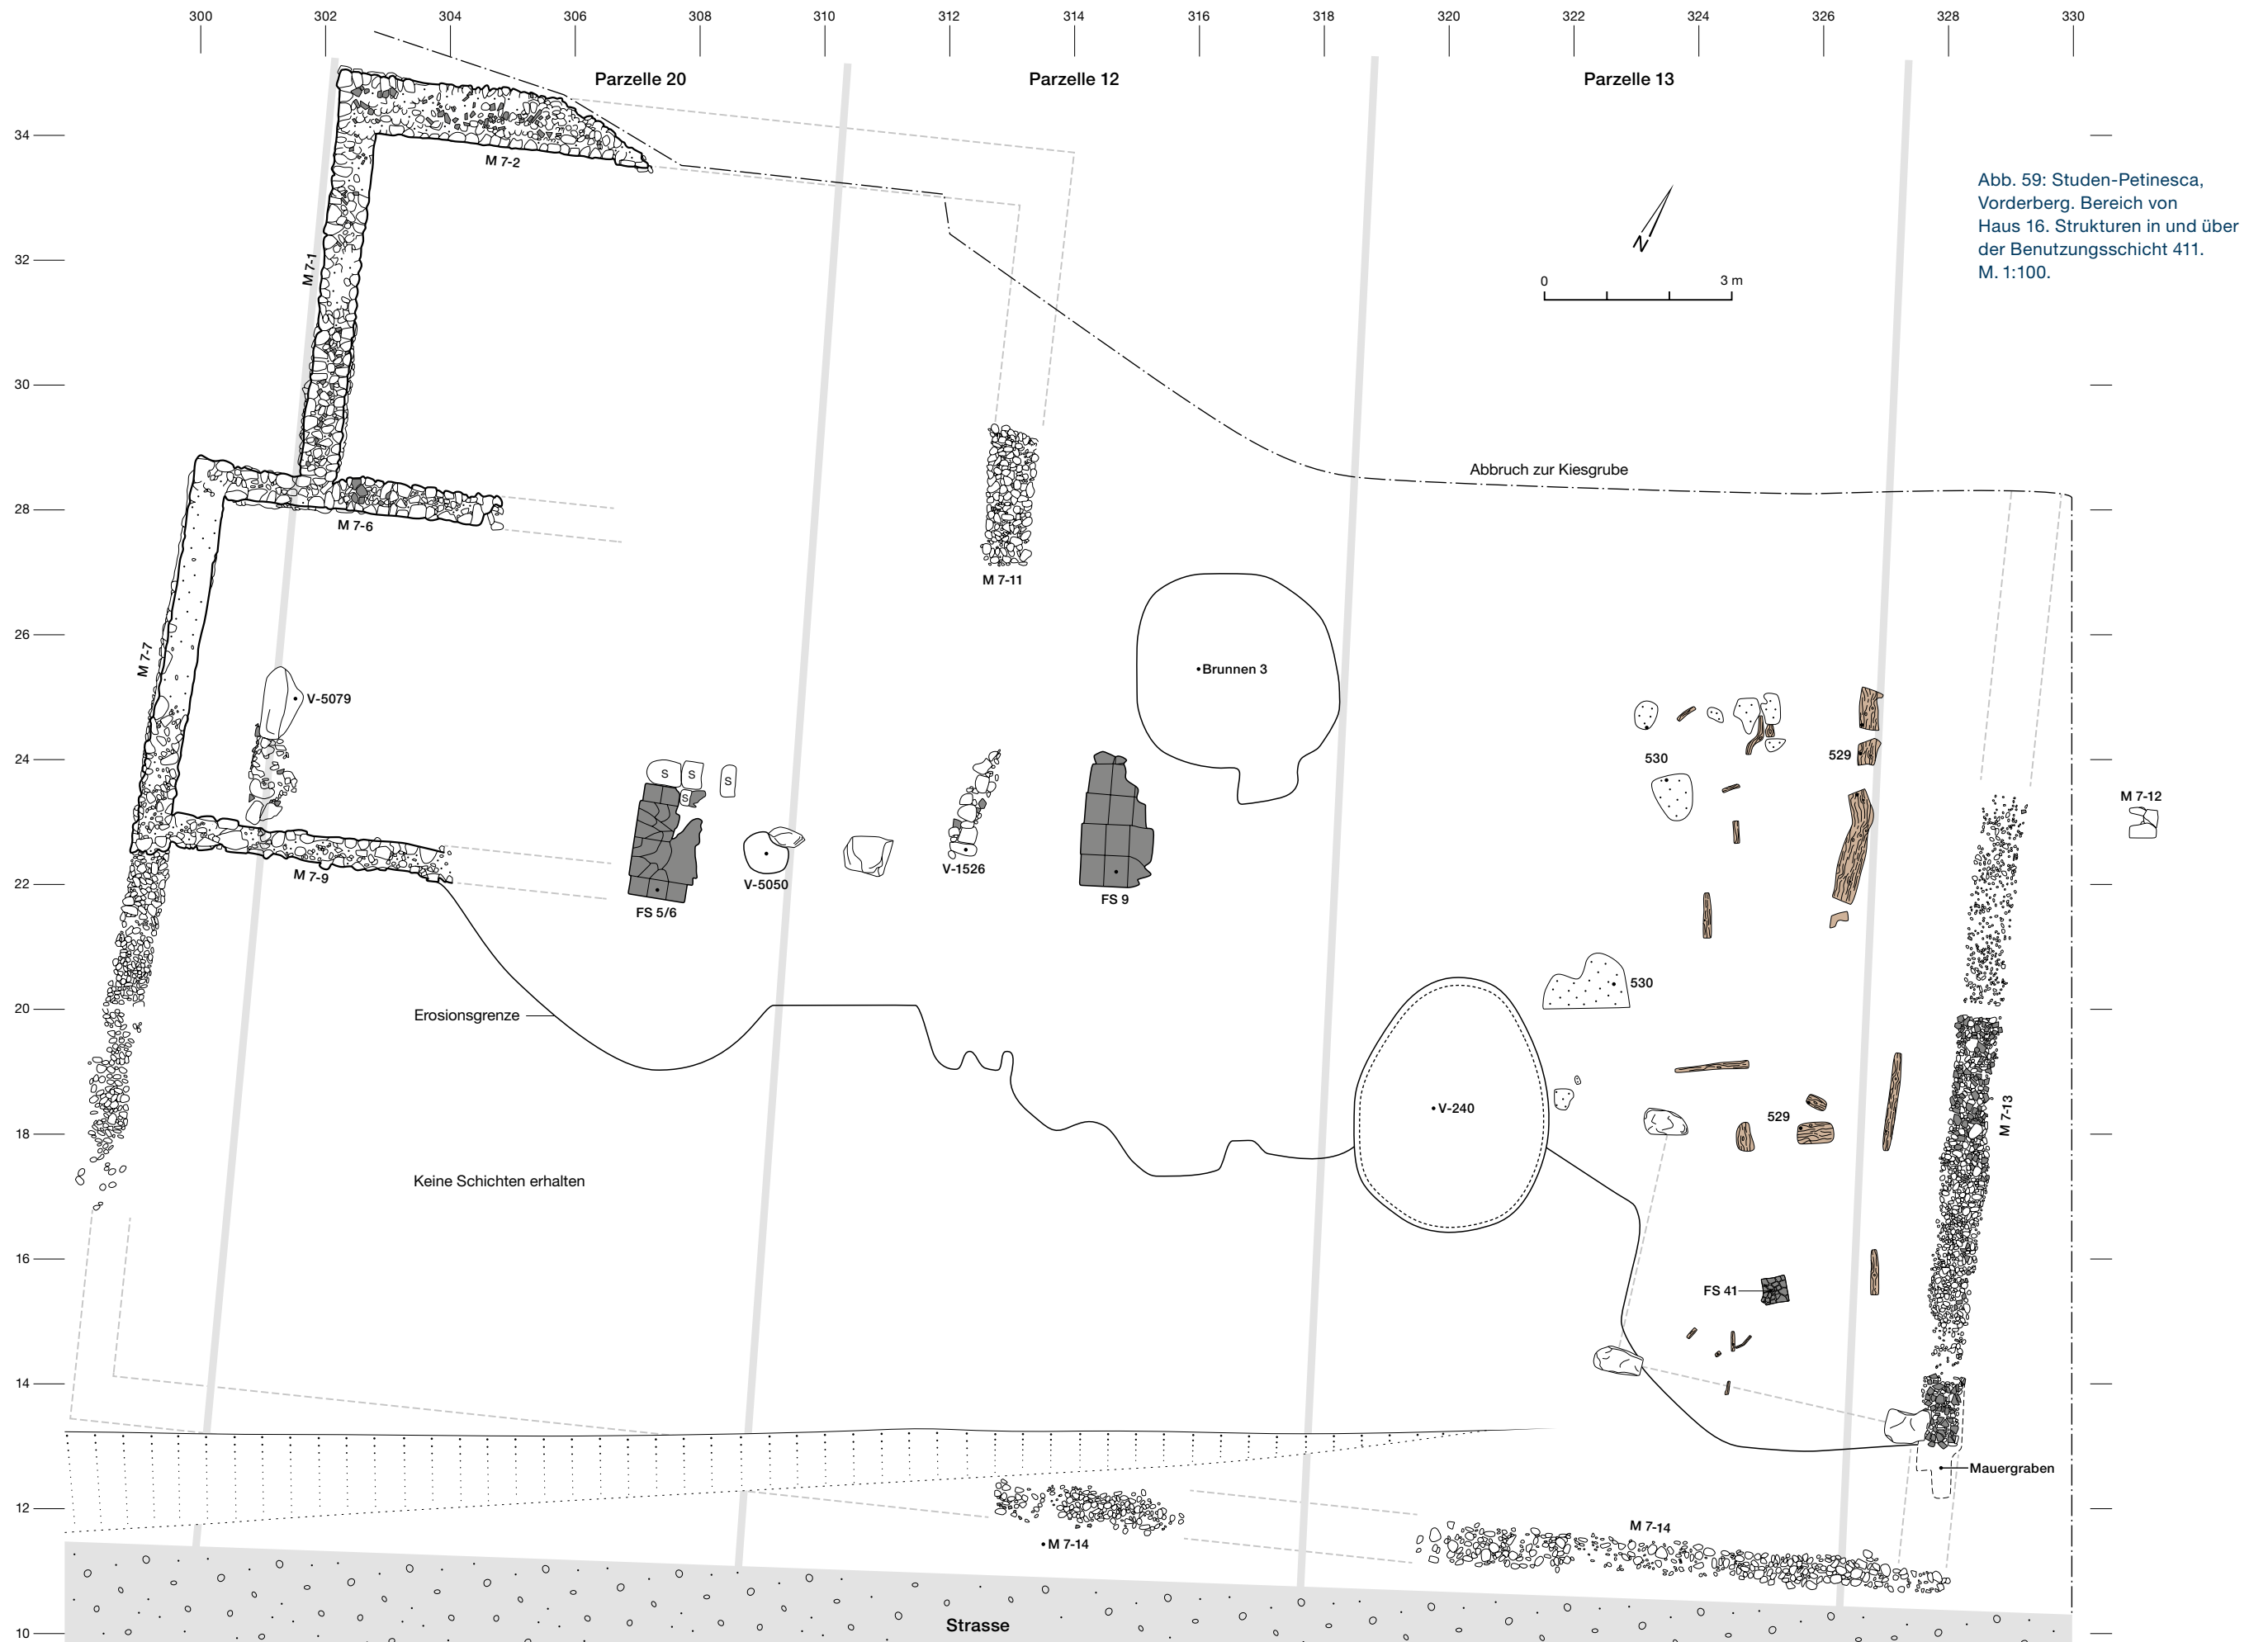 300 302 304 306 308 310 312 314 316 318 320 322 324 326 328 330
Parzelle 20 Parzelle 12 Parzelle 13
34
M 7-2
Abb. 59: Studen-Petinesca,
Vorderberg. Bereich von
Haus 16. Strukturen in und über
der Benutzungsschicht 411.
M. 1:100.
N
32
M 7-1
0 3 m
30
Abbruch zur Kiesgrube
28
M 7-6
M 7-11
26
M 7-7
Brunnen 3
V-5079
24
530
529
S S S
S
M 7-12
V-1526
M 7-9
22
V-5050
FS 5/6
FS 9
530
20
Erosionsgrenze
V-240
529
M 7-13
18
Keine Schichten erhalten
16
FS 41
14
Mauergraben
12
M 7-14
M 7-14
Strasse
10